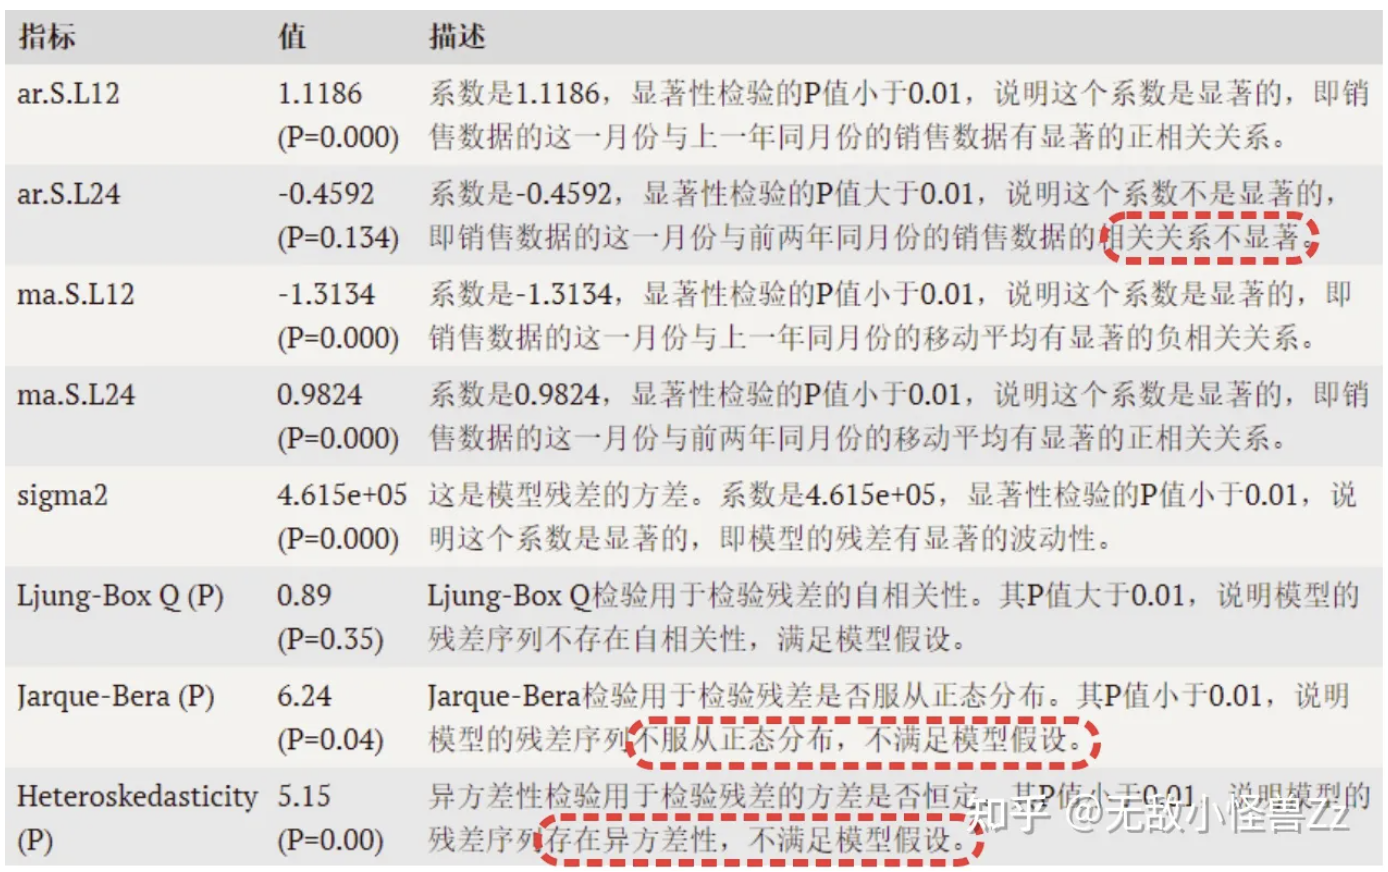 指标 值 描述
ar.S.L12 1.1186 系数是1.1186，显著性检验的P值小于0.01，说明这个系数是显著的，即销
(P=0.000) 售数据的这一月份与上一年同月份的销售数据有显著的正相关关系。
ar.S.L24 -0.4592 系数是-0.4592，显著性检验的P值大于0.01，说明这个系数不是显著的，
(P=0.134) 即销售数据的这一月份与前两年同月份的销售数据的相关关系不显著。
ma.S.L12 -1.3134 系数是-1.3134，显著性检验的P值小于0.01，说明这个系数是显著的，即
(P=0.000) 销售数据的这一月份与上一年同月份的移动平均有显著的负相关关系。
ma.S.L24 0.9824 系数是0.9824，显著性检验的P值小于0.01，说明这个系数是显著的，即销
(P=0.000) 售数据的这一月份与前两年同月份的移动平均有显著的正相关关系。
sigma2 4.615e+05 这是模型残差的方差。系数是4.615e+05，显著性检验的P值小于0.01，说
(P=0.000) 明这个系数是显著的，即模型的残差有显著的波动性。
Ljung-Box Q (P) 0.89 Ljung-Box Q检验用于检验残差的自相关性。其P值大于0.01，说明模型的
(P=0.35) 残差序列不存在自相关性，满足模型假设。
Jarque-Bera (P) 6.24 Jarque-Bera检验用于检验残差是否服从正态分布。其P值小于0.01，说明
(P=0.04) 模型的残差序列不服从正态分布，不满足模型假设。
Heteroskedasticity 5.15 异方差性检验用于检验残差的方差是否恒定。其P值小于0.01，说明模型的
(P) (P=0.00) 残差序列存在异方差性，不满足模型假设。
知乎 @无敌小怪兽Zz